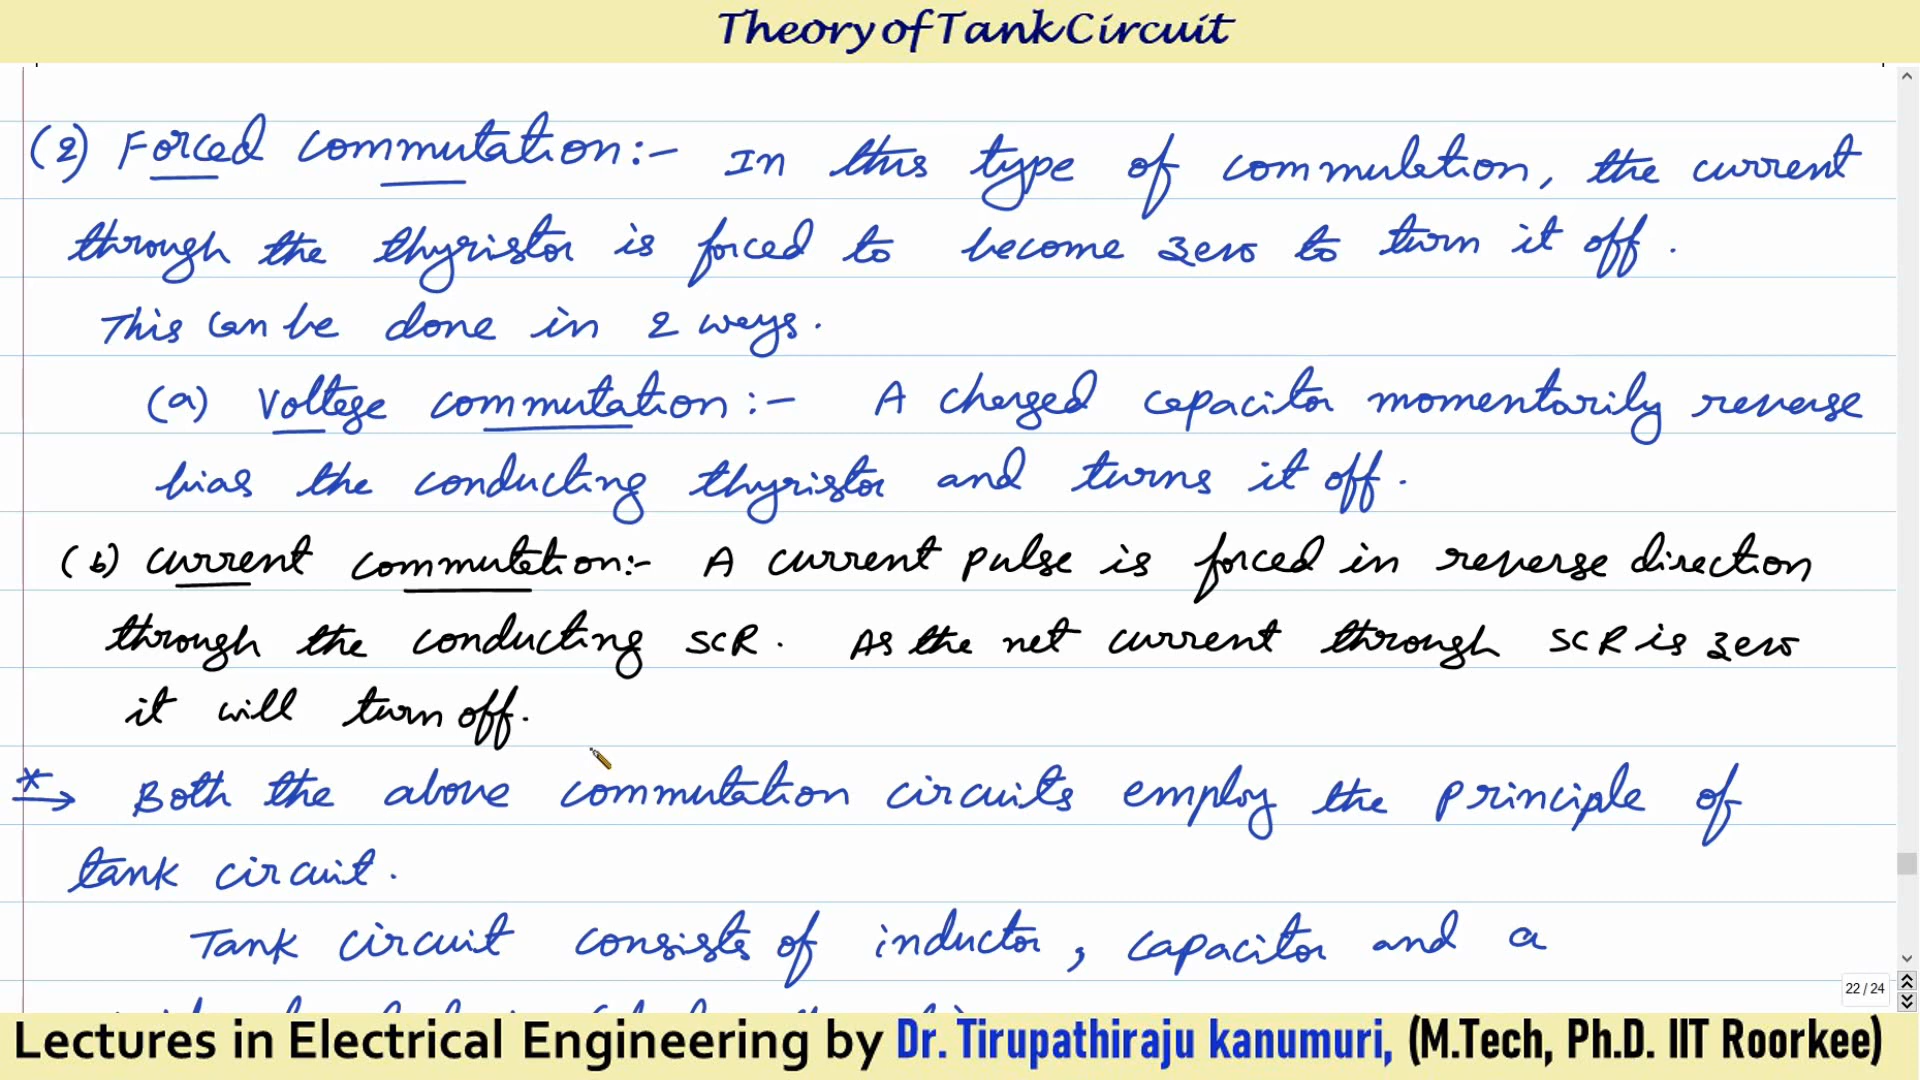 Theory of Tank Circuit
(2) Forced commutation:- In this type of commutation, the current
through the thyristor is forced to become zero to turn it off.
This can be done in 2 ways.
(a) Voltage commutation:- A charged capacitor momentarily reverse
bias the conducting thyristor and turns it off.
(b) Current commutation:- A current pulse is forced in reverse direction
through the conducting SCR. As the net current through SCR is zero
it will turn off.
* Both the above commutation circuits employ the principle of
tank circuit.
Tank circuit consists of inductor, capacitor and a
22 / 24
Lectures in Electrical Engineering by Dr. Tirupathiraju kanumuri, (M.Tech, Ph.D. IIT Roorkee)